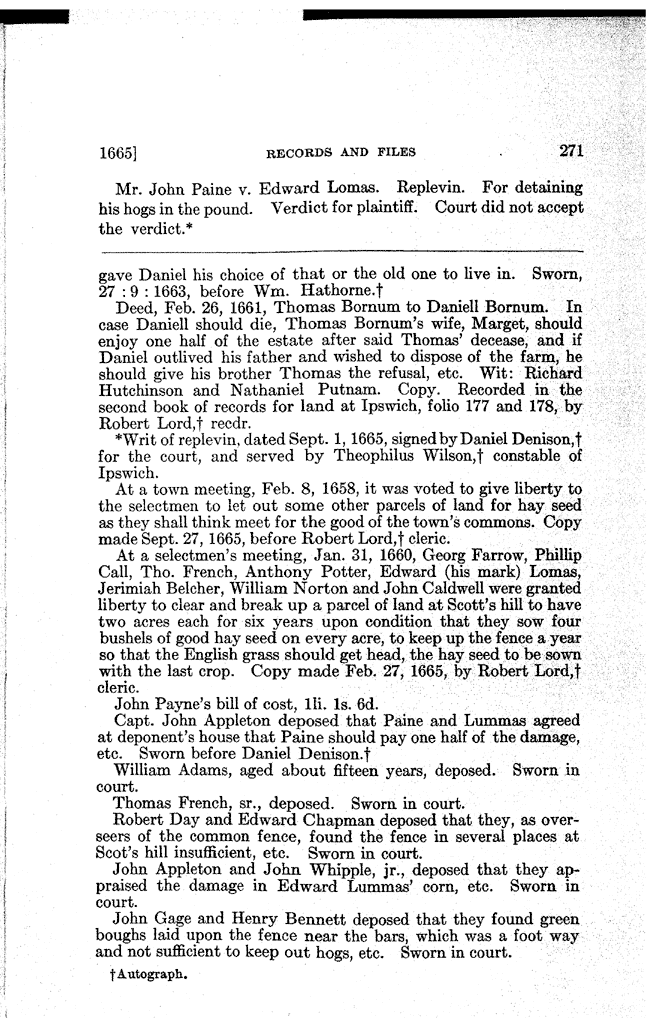 1665] RECORDS AND FILES 271
Mr. John Paine v. Edward Lomas. Replevin. For detaining
his hogs in the pound. Verdict for plaintiff. Court did not accept
the verdict.*
gave Daniel his choice of that or the old one to live in. Sworn,
27 : 9 : 1663, before Wm. Hathorne.†
Deed, Feb. 26, 1661, Thomas Bornum to Daniell Bornum. In
case Daniell should die, Thomas Bornum's wife, Marget, should
enjoy one half of the estate after said Thomas' decease, and if
Daniel outlived his father and wished to dispose of the farm, he
should give his brother Thomas the refusal, etc. Wit: Richard
Hutchinson and Nathaniel Putnam. Copy. Recorded in the
second book of records for land at Ipswich, folio 177 and 178, by
Robert Lord,† recdr.
*Writ of replevin, dated Sept. 1, 1665, signed by Daniel Denison,†
for the court, and served by Theophilus Wilson,† constable of
Ipswich.
At a town meeting, Feb. 8, 1658, it was voted to give liberty to
the selectmen to let out some other parcels of land for hay seed
as they shall think meet for the good of the town's commons. Copy
made Sept. 27, 1665, before Robert Lord,† cleric.
At a selectmen's meeting, Jan. 31, 1660, Georg Farrow, Phillip
Call, Tho. French, Anthony Potter, Edward (his mark) Lomas,
Jerimiah Belcher, William Norton and John Caldwell were granted
liberty to clear and break up a parcel of land at Scott's hill to have
two acres each for six years upon condition that they sow four
bushels of good hay seed on every acre, to keep up the fence a year
so that the English grass should get head, the hay seed to be sown
with the last crop. Copy made Feb. 27, 1665, by Robert Lord,†
cleric.
John Payne's bill of cost, 1li. 1s. 6d.
Capt. John Appleton deposed that Paine and Lummas agreed
at deponent's house that Paine should pay one half of the damage,
etc. Sworn before Daniel Denison.†
William Adams, aged about fifteen years, deposed. Sworn in
court.
Thomas French, sr., deposed. Sworn in court.
Robert Day and Edward Chapman deposed that they, as over-
seers of the common fence, found the fence in several places at
Scot's hill insufficient, etc. Sworn in court.
John Appleton and John Whipple, jr., deposed that they ap-
praised the damage in Edward Lummas' corn, etc. Sworn in
court.
John Gage and Henry Bennett deposed that they found green
boughs laid upon the fence near the bars, which was a foot way
and not sufficient to keep out hogs, etc. Sworn in court.
†Autograph.